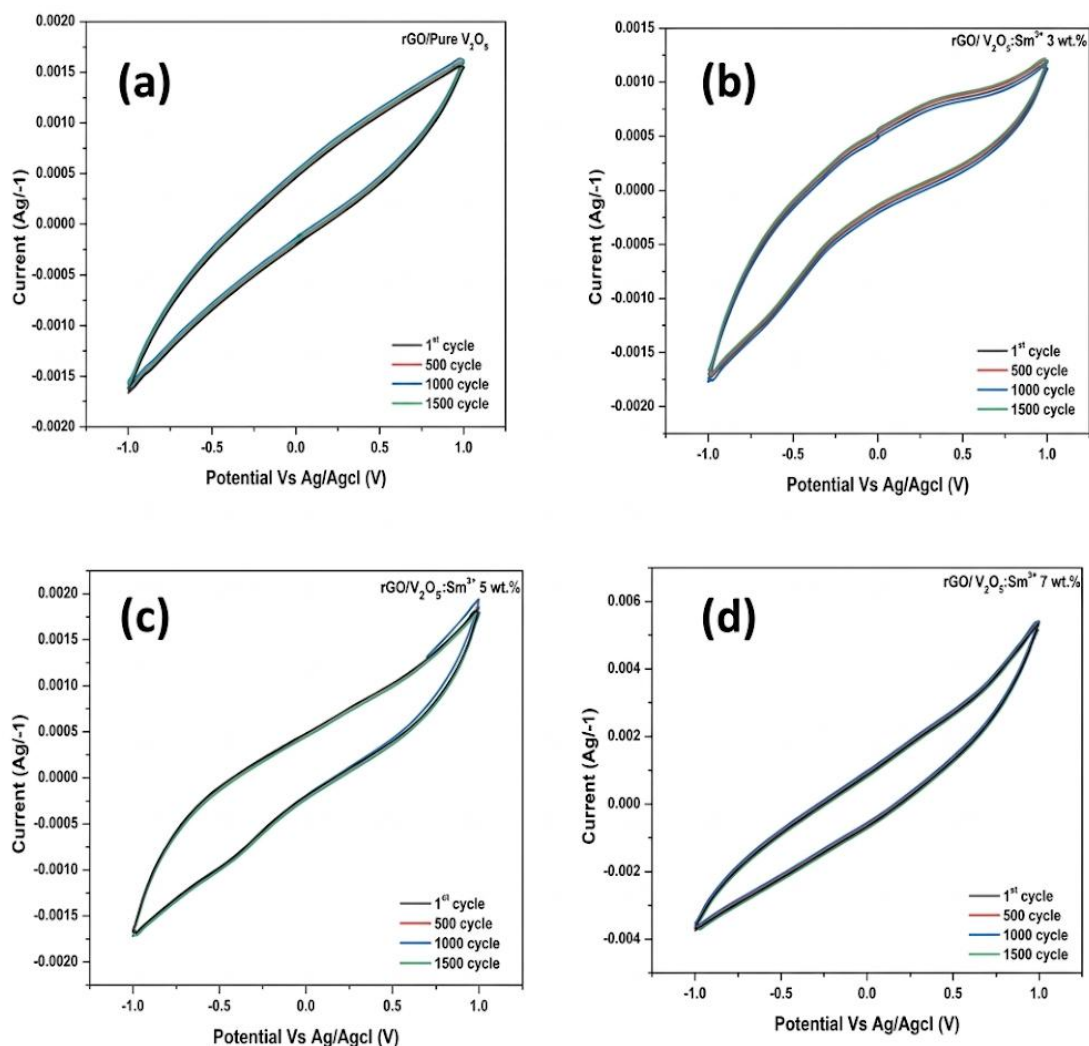 (a)
rGO/Pure V₂O₅
0.0020
0.0015
0.0010
0.0005
0.0000
-0.0005
-0.0010
-0.0015
-0.0020
Current (Ag/-1)
1ˢᵗ cycle
500 cycle
1000 cycle
1500 cycle
-1.0 -0.5 0.0 0.5 1.0
Potential Vs Ag/Agcl (V)
(b)
rGO/ V₂O₅:Sm³⁺ 3 wt.%
0.0015
0.0010
0.0005
0.0000
-0.0005
-0.0010
-0.0015
-0.0020
Current (Ag/-1)
1ˢᵗ cycle
500 cycle
1000 cycle
1500 cycle
-1.0 -0.5 0.0 0.5 1.0
Potential Vs Ag/Agcl (V)
(c)
rGO/V₂O₅:Sm³⁺ 5 wt.%
0.0020
0.0015
0.0010
0.0005
0.0000
-0.0005
-0.0010
-0.0015
-0.0020
Current (Ag/-1)
1ˢᵗ cycle
500 cycle
1000 cycle
1500 cycle
-1.0 -0.5 0.0 0.5 1.0
Potential Vs Ag/Agcl (V)
(d)
rGO/ V₂O₅:Sm³⁺ 7 wt.%
0.006
0.004
0.002
0.000
-0.002
-0.004
Current (Ag/-1)
1ˢᵗ cycle
500 cycle
1000 cycle
1500 cycle
-1.0 -0.5 0.0 0.5 1.0
Potential Vs Ag/Agcl (V)